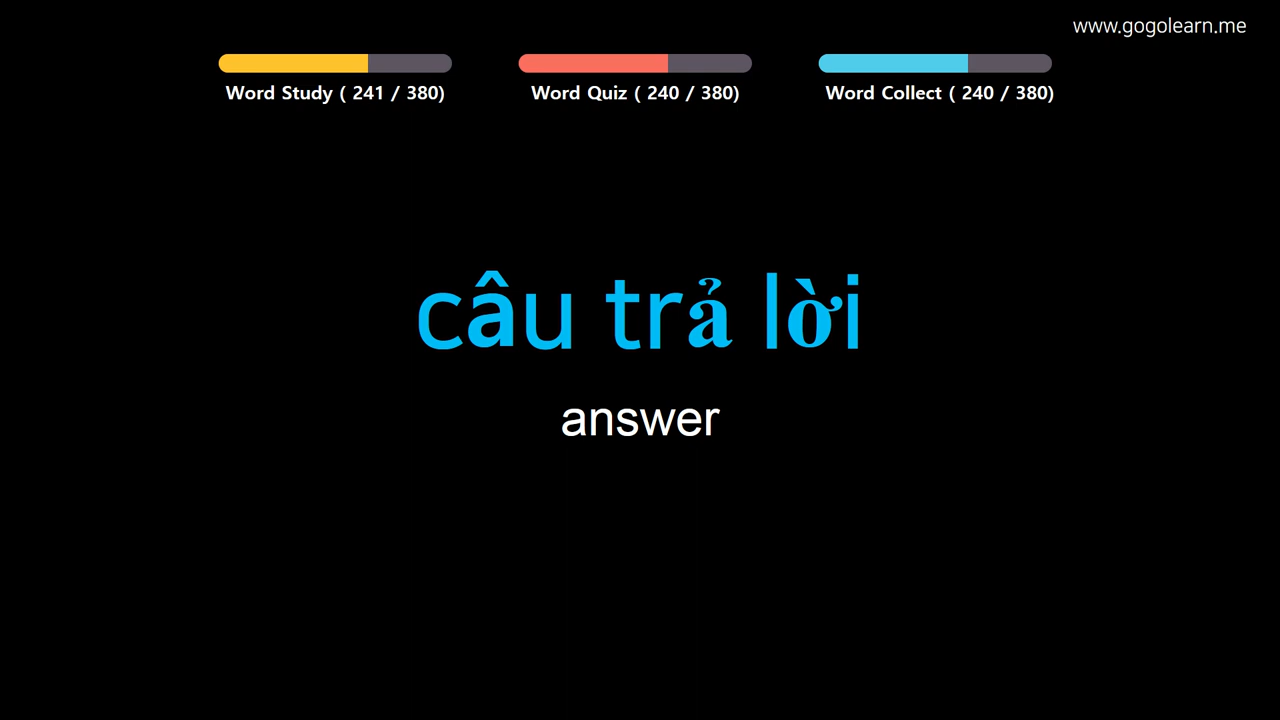 www.gogolearn.me
Word Study ( 241 / 380)
Word Quiz ( 240 / 380)
Word Collect ( 240 / 380)
câu trả lời
answer